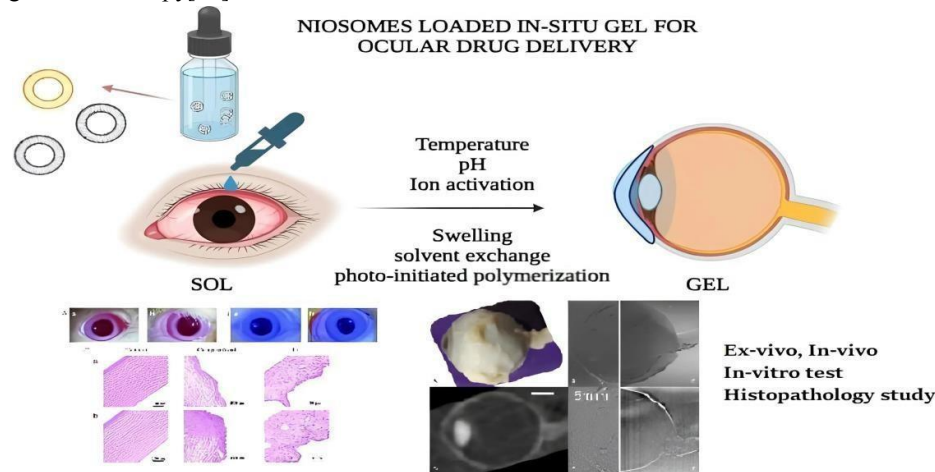 NIOSOMES LOADED IN-SITU GEL FOR
OCULAR DRUG DELIVERY
Temperature
pH
Ion activation
Swelling
solvent exchange
photo-initiated polymerization
SOL
GEL
Ex-vivo, In-vivo
In-vitro test
Histopathology study